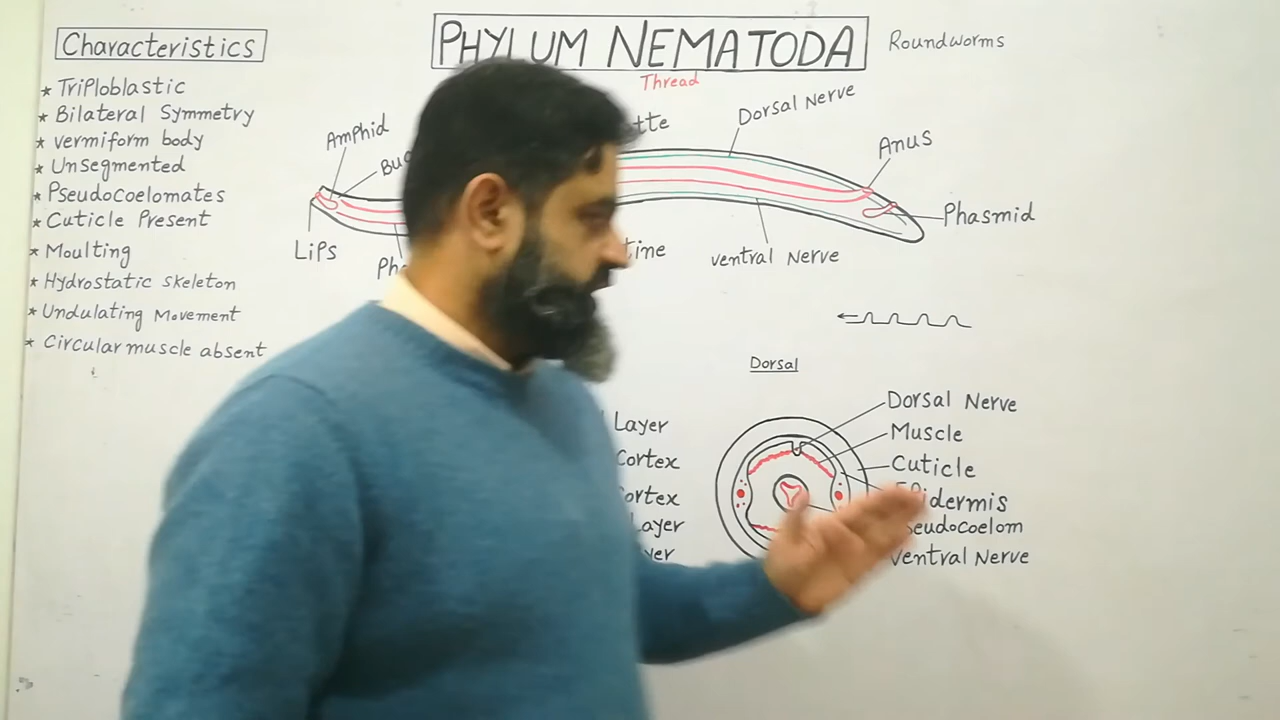 Characteristics
* Triploblastic
* Bilateral Symmetry
* vermiform body
* Unsegmented
* Pseudocoelomates
* Cuticle Present
* Moulting
* Hydrostatic skeleton
* Undulating Movement
* Circular muscle absent
PHYLUM NEMATODA
Roundworms
Thread
Amphid
Dorsal Nerve
Anus
Phasmid
Lips
ventral Nerve
Dorsal
Layer
Cortex
Dorsal Nerve
Muscle
Cuticle
Epidermis
Pseudocoelom
Ventral Nerve